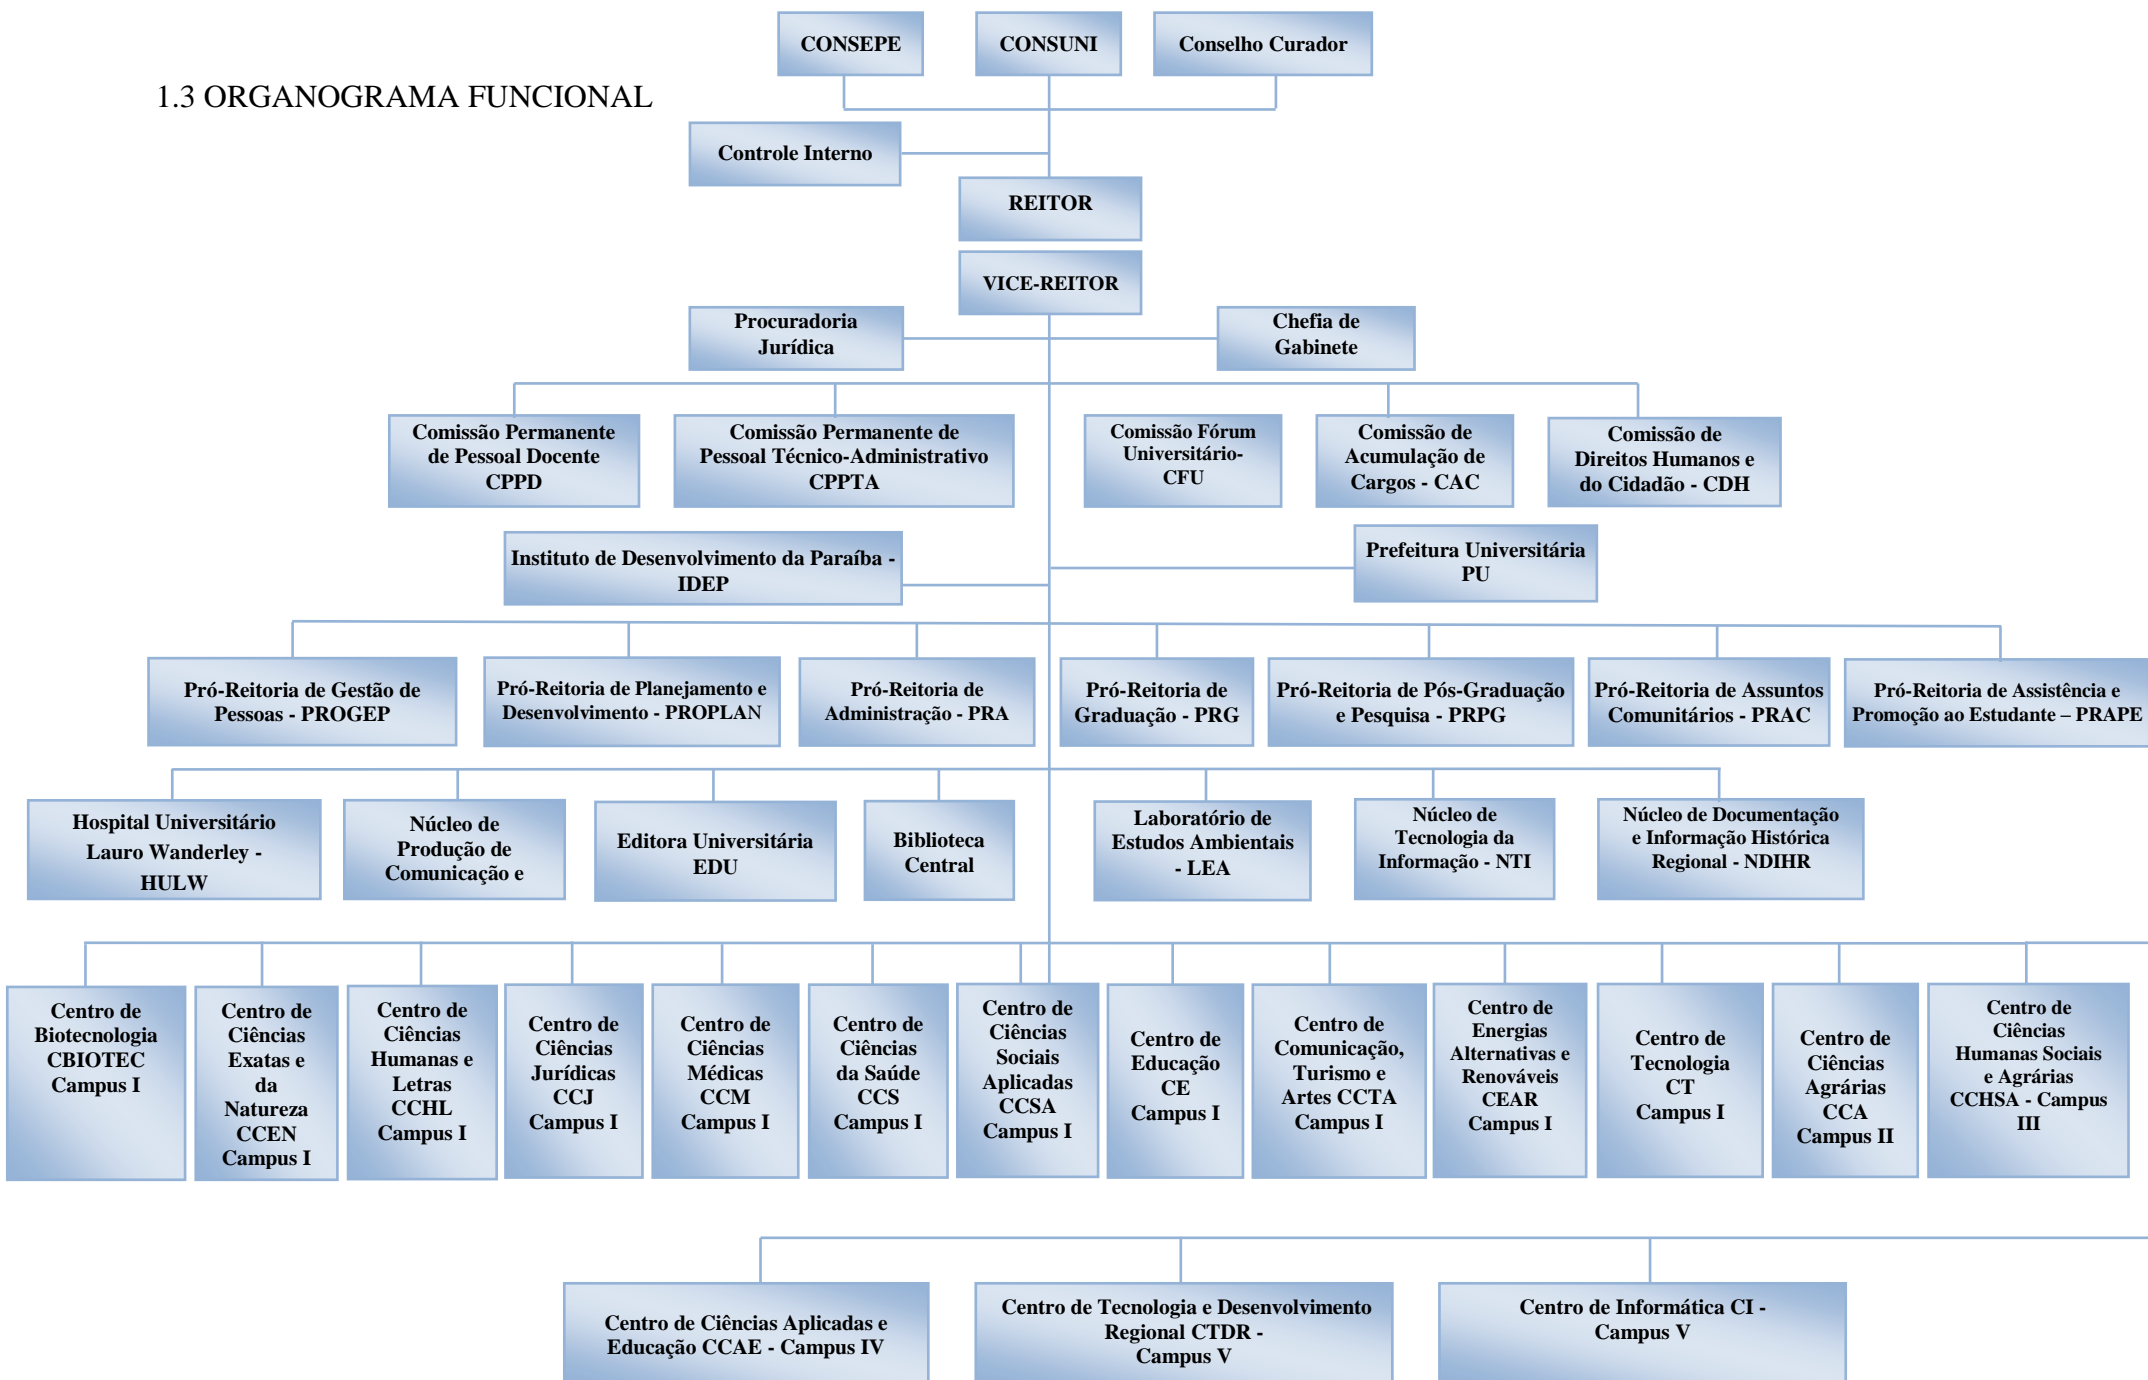 CONSEPE
CONSUNI
Conselho Curador
1.3 ORGANOGRAMA FUNCIONAL
Controle Interno
REITOR
VICE-REITOR
Procuradoria
Jurídica
Chefia de
Gabinete
Comissão Permanente
de Pessoal Docente
CPPD
Comissão Permanente de
Pessoal Técnico-Administrativo
CPPTA
Comissão Fórum
Universitário-
CFU
Comissão de
Acumulação de
Cargos - CAC
Comissão de
Direitos Humanos e
do Cidadão - CDH
Instituto de Desenvolvimento da Paraíba -
IDEP
Prefeitura Universitária
PU
Pró-Reitoria de Gestão de
Pessoas - PROGEP
Pró-Reitoria de Planejamento e
Desenvolvimento - PROPLAN
Pró-Reitoria de
Administração - PRA
Pró-Reitoria de
Graduação - PRG
Pró-Reitoria de Pós-Graduação
e Pesquisa - PRPG
Pró-Reitoria de Assuntos
Comunitários - PRAC
Pró-Reitoria de Assistência e
Promoção ao Estudante – PRAPE
Hospital Universitário
Lauro Wanderley -
HULW
Núcleo de
Produção de
Comunicação e
Editora Universitária
EDU
Biblioteca
Central
Laboratório de
Estudos Ambientais
- LEA
Núcleo de
Tecnologia da
Informação - NTI
Núcleo de Documentação
e Informação Histórica
Regional - NDIHR
Centro de
Biotecnologia
CBIOTEC
Campus I
Centro de
Ciências
Exatas e
da
Natureza
CCEN
Campus I
Centro de
Ciências
Humanas e
Letras
CCHL
Campus I
Centro de
Ciências
Jurídicas
CCJ
Campus I
Centro de
Ciências
Médicas
CCM
Campus I
Centro de
Ciências
da Saúde
CCS
Campus I
Centro de
Ciências
Sociais
Aplicadas
CCSA
Campus I
Centro de
Educação
CE
Campus I
Centro de
Comunicação,
Turismo e
Artes CCTA
Campus I
Centro de
Energias
Alternativas e
Renováveis
CEAR
Campus I
Centro de
Tecnologia
CT
Campus I
Centro de
Ciências
Agrárias
CCA
Campus II
Centro de
Ciências
Humanas Sociais
e Agrárias
CCHSA - Campus
III
Centro de Ciências Aplicadas e
Educação CCAE - Campus IV
Centro de Tecnologia e Desenvolvimento
Regional CTDR -
Campus V
Centro de Informática CI -
Campus V